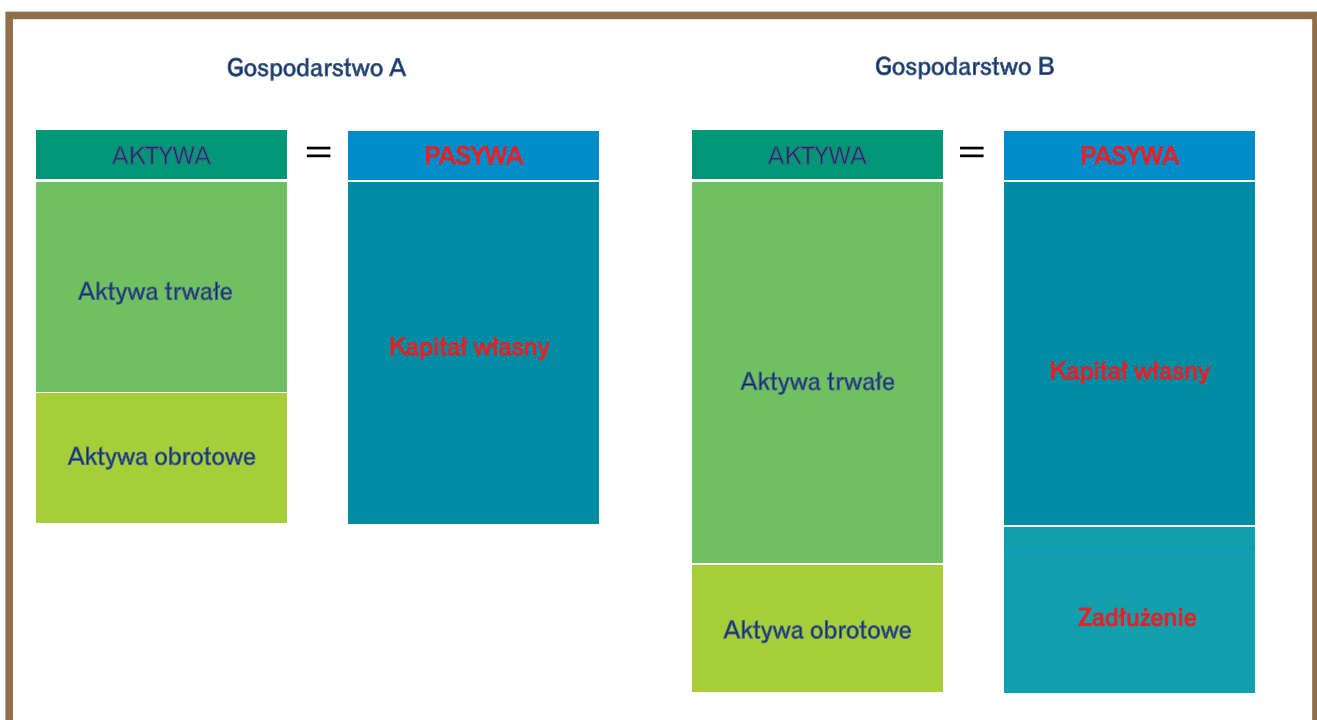 Gospodarstwo A
AKTYWA = PASYWA
Aktywa trwałe
Aktywa obrotowe
Kapitał własny
Gospodarstwo B
AKTYWA = PASYWA
Aktywa trwałe
Aktywa obrotowe
Kapitał własny
Zadłużenie